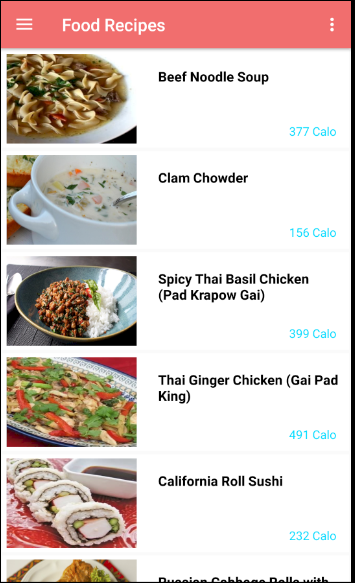 Food Recipes
Beef Noodle Soup
377 Calo
Clam Chowder
156 Calo
Spicy Thai Basil Chicken
(Pad Krapow Gai)
399 Calo
Thai Ginger Chicken (Gai Pad
King)
491 Calo
California Roll Sushi
232 Calo
Russian Cabbage Rolls with